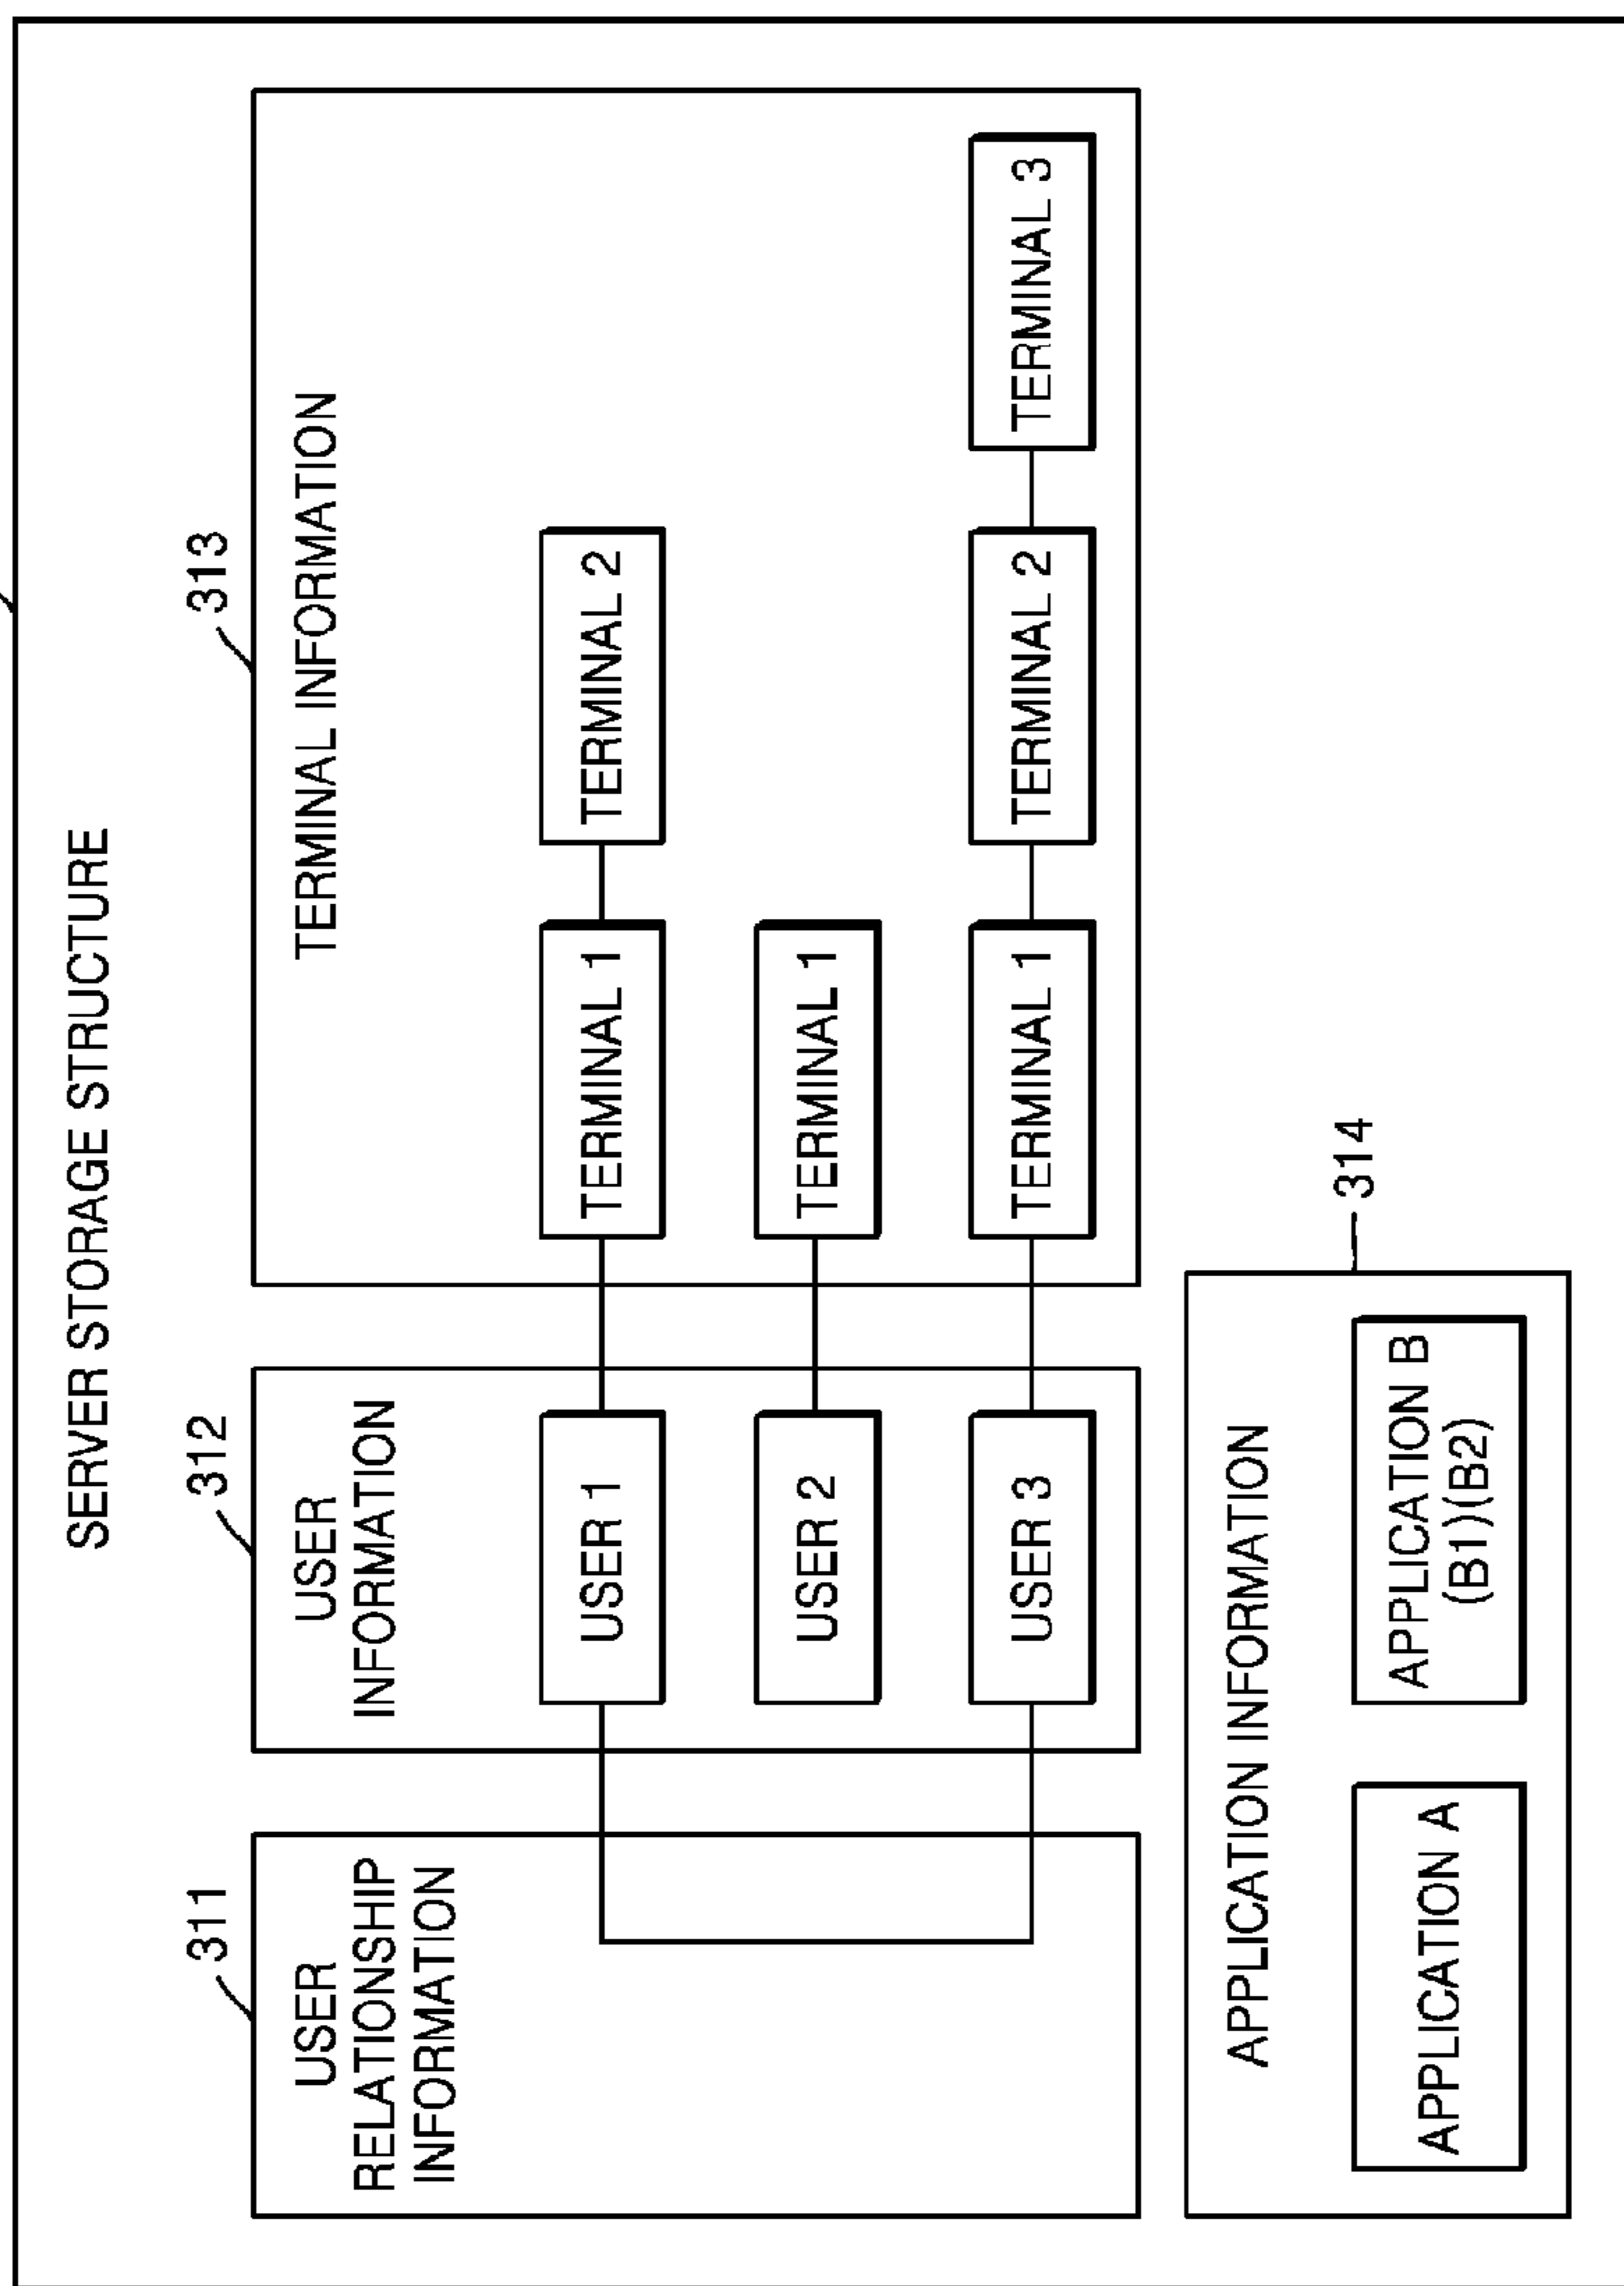 SERVER STORAGE STRUCTURE
311
USER
RELATIONSHIP
INFORMATION
312
USER
INFORMATION
USER 1
USER 2
USER 3
313
TERMINAL INFORMATION
TERMINAL 1
TERMINAL 2
TERMINAL 1
TERMINAL 1
TERMINAL 2
TERMINAL 3
314
APPLICATION INFORMATION
APPLICATION A
APPLICATION B
(B1)(B2)